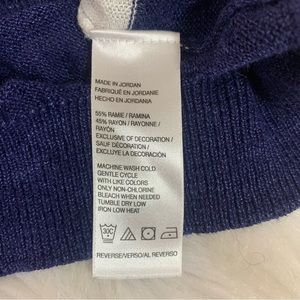 MADE IN JORDAN
FABRIQUÉ EN JORDANIE
HECHO EN JORDANIA
55% RAMIE / RAMINA
45% RAYON / RAYONNE /
RAYÓN
EXCLUSIVE OF DECORATION /
SAUF DÉCORATION /
EXCLUYE LA DECORACIÓN
MACHINE WASH COLD
GENTLE CYCLE
WITH LIKE COLORS
ONLY NON-CHLORINE
BLEACH WHEN NEEDED
TUMBLE DRY LOW
IRON LOW HEAT
30C
REVERSE/VERSO/AL REVERSO